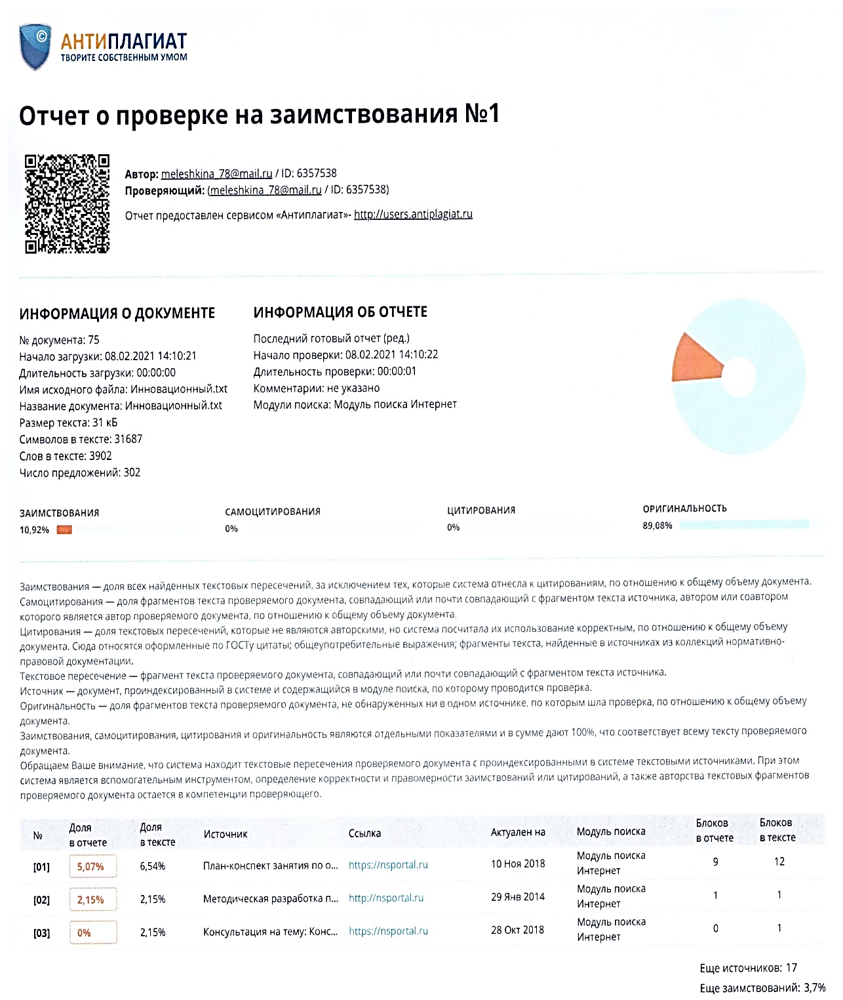 ©
АНТИПЛАГИАТ
ТВОРИТЕ СОБСТВЕННЫМ УМОМ
Отчет о проверке на заимствования №1
Автор: meleshkina_78@mail.ru / ID: 6357538
Проверяющий: (meleshkina_78@mail.ru / ID: 6357538)
Отчет предоставлен сервисом «Антиплагиат»- http://users.antiplagiat.ru
ИНФОРМАЦИЯ О ДОКУМЕНТЕ
№ документа: 75
Начало загрузки: 08.02.2021 14:10:21
Длительность загрузки: 00:00:00
Имя исходного файла: Инновационный.txt
Название документа: Инновационный.txt
Размер текста: 31 кБ
Символов в тексте: 31687
Слов в тексте: 3902
Число предложений: 302
ИНФОРМАЦИЯ ОБ ОТЧЕТЕ
Последний готовый отчет (ред.)
Начало проверки: 08.02.2021 14:10:22
Длительность проверки: 00:00:01
Комментарии: не указано
Модули поиска: Модуль поиска Интернет
ЗАИМСТВОВАНИЯ
10,92%
САМОЦИТИРОВАНИЯ
0%
ЦИТИРОВАНИЯ
0%
ОРИГИНАЛЬНОСТЬ
89,08%
Заимствования — доля всех найденных текстовых пересечений, за исключением тех, которые система отнесла к цитированиям, по отношению к общему объему документа.
Самоцитирования — доля фрагментов текста проверяемого документа, совпадающий или почти совпадающий с фрагментом текста источника, автором или соавтором
которого является автор проверяемого документа, по отношению к общему объему документа.
Цитирования — доля текстовых пересечений, которые не являются авторскими, но система посчитала их использование корректным, по отношению к общему объему
документа. Сюда относятся оформленные по ГОСТу цитаты; общеупотребительные выражения; фрагменты текста, найденные в источниках из коллекций нормативно-
правовой документации.
Текстовое пересечение — фрагмент текста проверяемого документа, совпадающий или почти совпадающий с фрагментом текста источника.
Источник — документ, проиндексированный в системе и содержащийся в модуле поиска, по которому проводится проверка.
Оригинальность — доля фрагментов текста проверяемого документа, не обнаруженных ни в одном источнике, по которым шла проверка, по отношению к общему объему
документа.
Заимствования, самоцитирования, цитирования и оригинальность являются отдельными показателями и в сумме дают 100%, что соответствует всему тексту проверяемого
документа.
Обращаем Ваше внимание, что система находит текстовые пересечения проверяемого документа с проиндексированными в системе текстовыми источниками. При этом
система является вспомогательным инструментом, определение корректности и правомерности заимствований или цитирований, а также авторства текстовых фрагментов
проверяемого документа остается в компетенции проверяющего.
№ Доля в отчете Доля в тексте Источник Ссылка Актуален на Модуль поиска Блоков в отчете Блоков в тексте
[01] 5,07% 6,54% План-конспект занятия по о... https://nsportal.ru 10 Ноя 2018 Модуль поиска Интернет 9 12
[02] 2,15% 2,15% Методическая разработка п... http://nsportal.ru 29 Янв 2014 Модуль поиска Интернет 1 1
[03] 0% 2,15% Консультация на тему: Конс... https://nsportal.ru 28 Окт 2018 Модуль поиска Интернет 0 1
Еще источников: 17
Еще заимствований: 3,7%